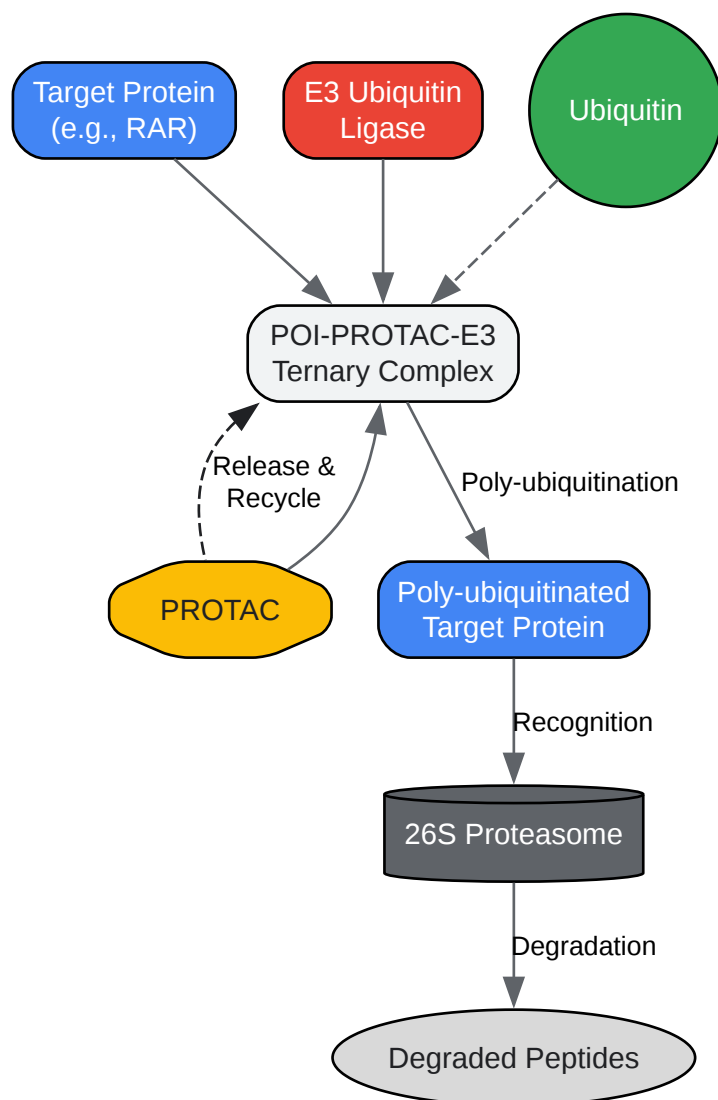 Target Protein
(e.g., RAR)
E3 Ubiquitin
Ligase
Ubiquitin
POI-PROTAC-E3
Ternary Complex
Release &
Recycle
Poly-ubiquitination
PROTAC
Poly-ubiquitinated
Target Protein
Recognition
26S Proteasome
Degradation
Degraded Peptides